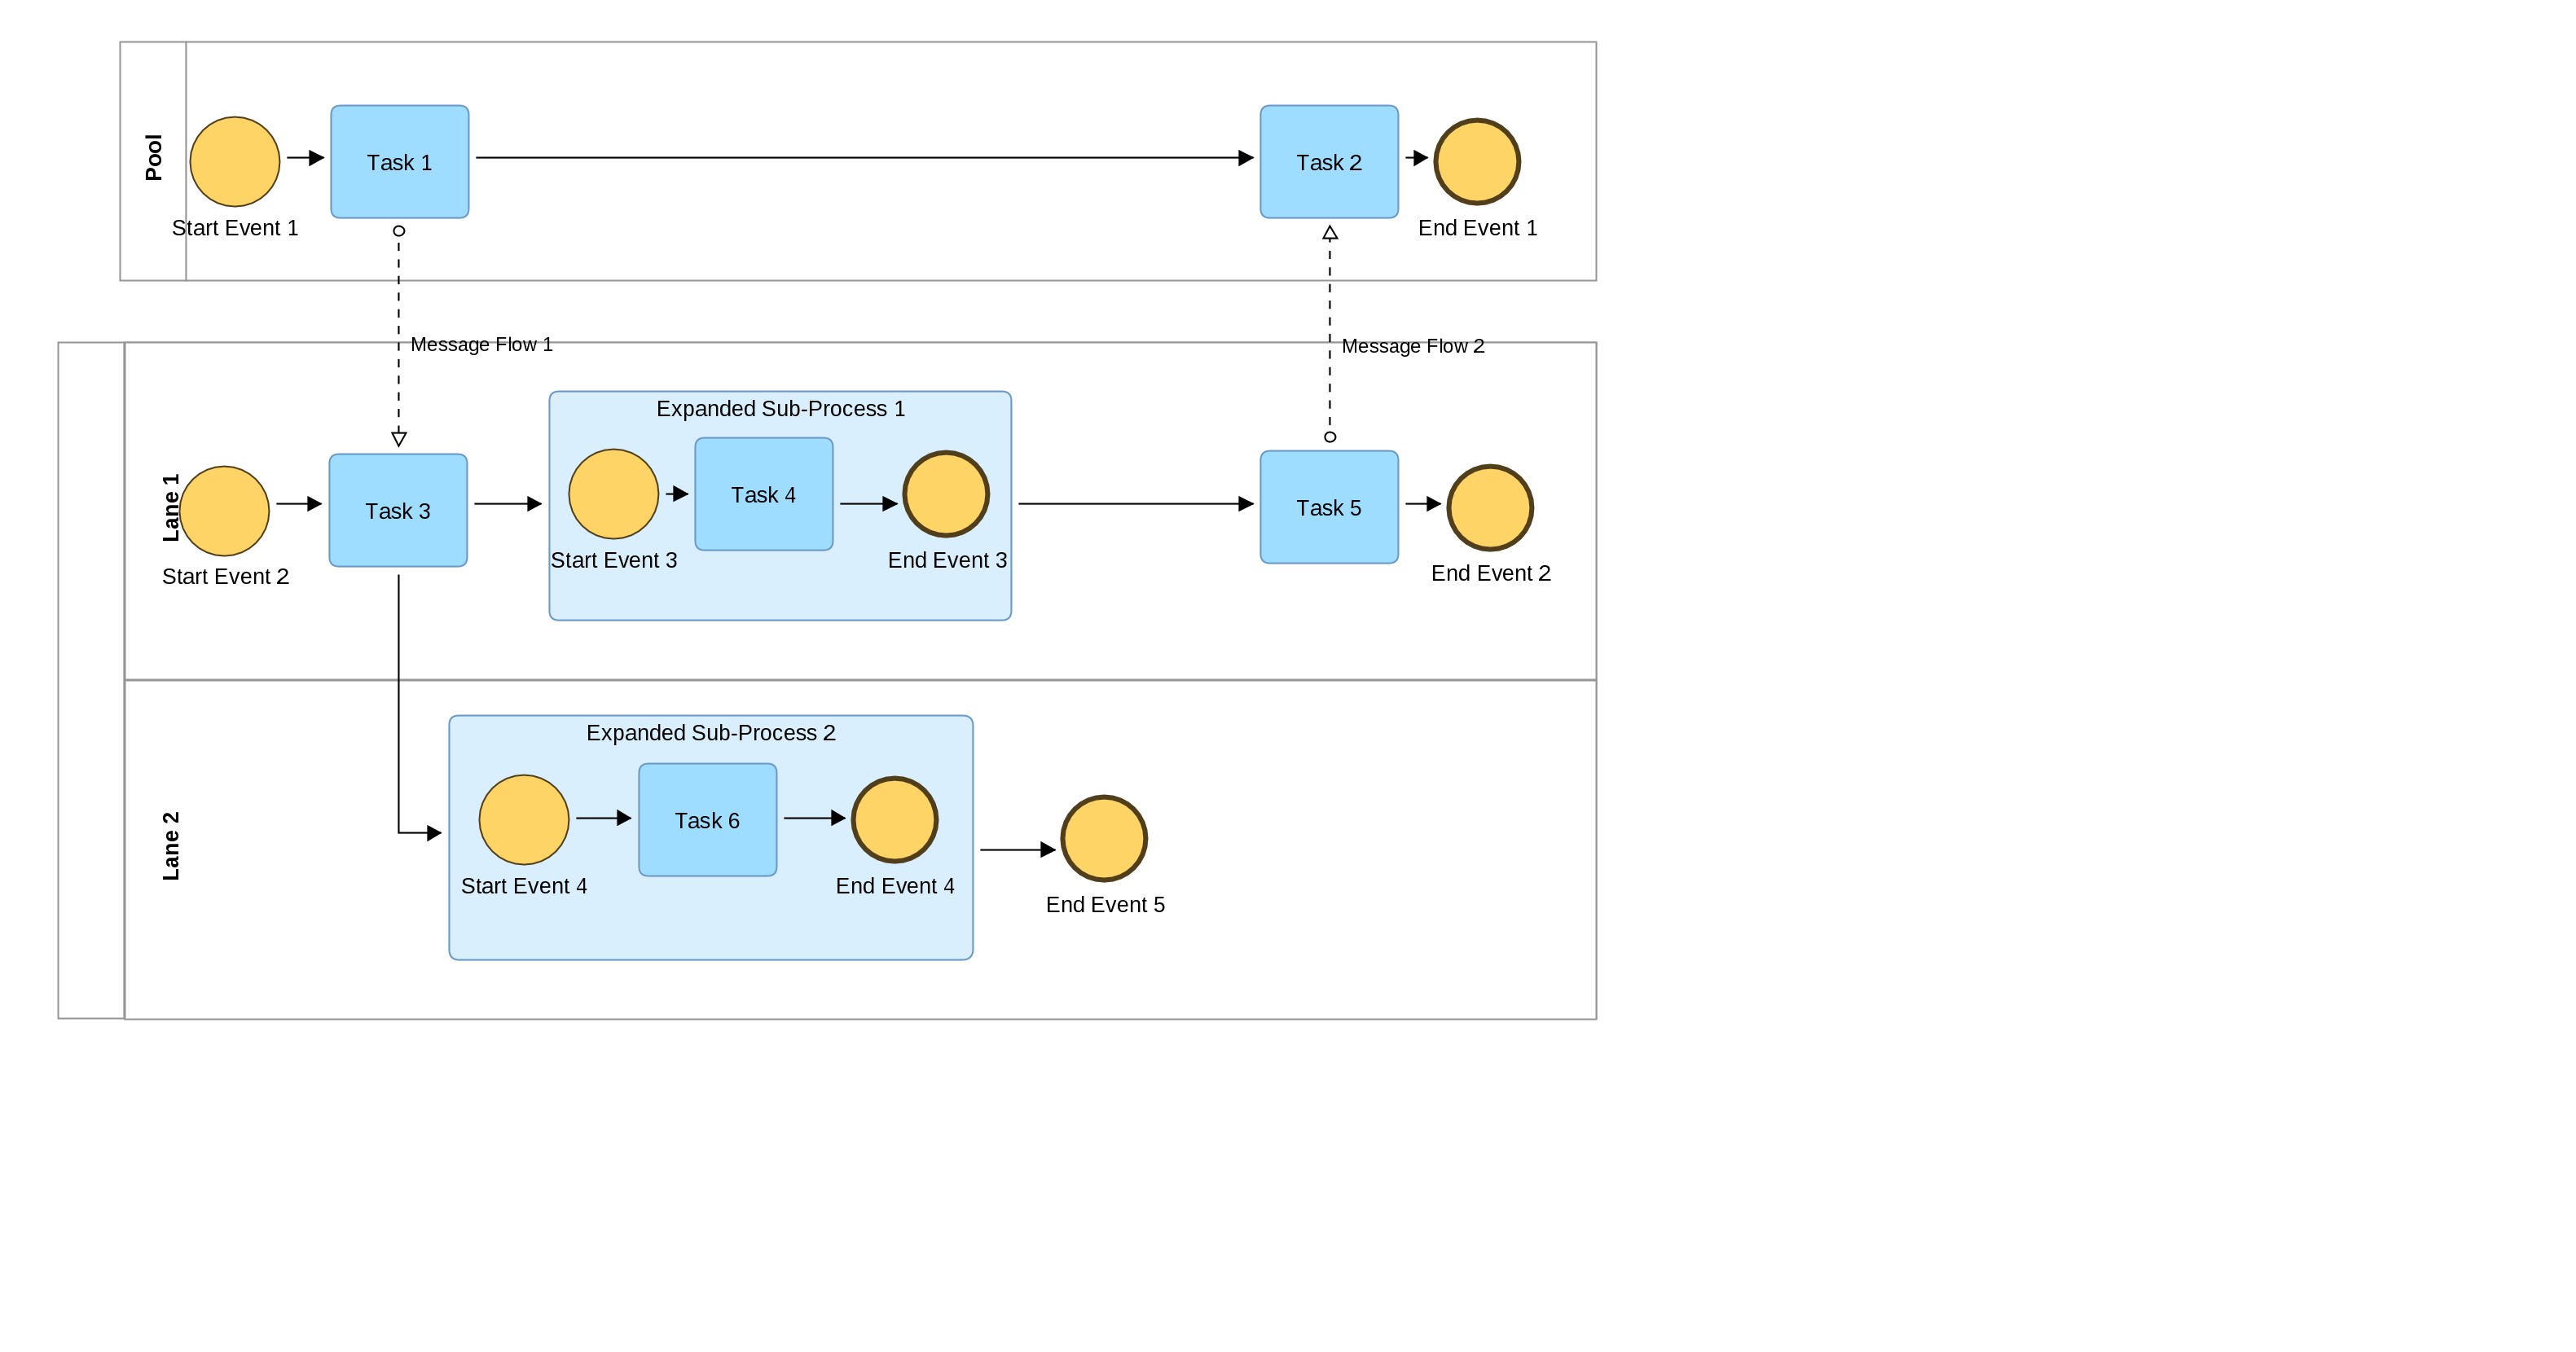 Pool
Task 1
Task 2
Start Event 1
End Event 1
Message Flow 1
Message Flow 2
Expanded Sub-Process 1
Lane 1
Task 3
Task 4
Task 5
Start Event 3
End Event 3
Start Event 2
End Event 2
Expanded Sub-Process 2
Lane 2
Task 6
Start Event 4
End Event 4
End Event 5